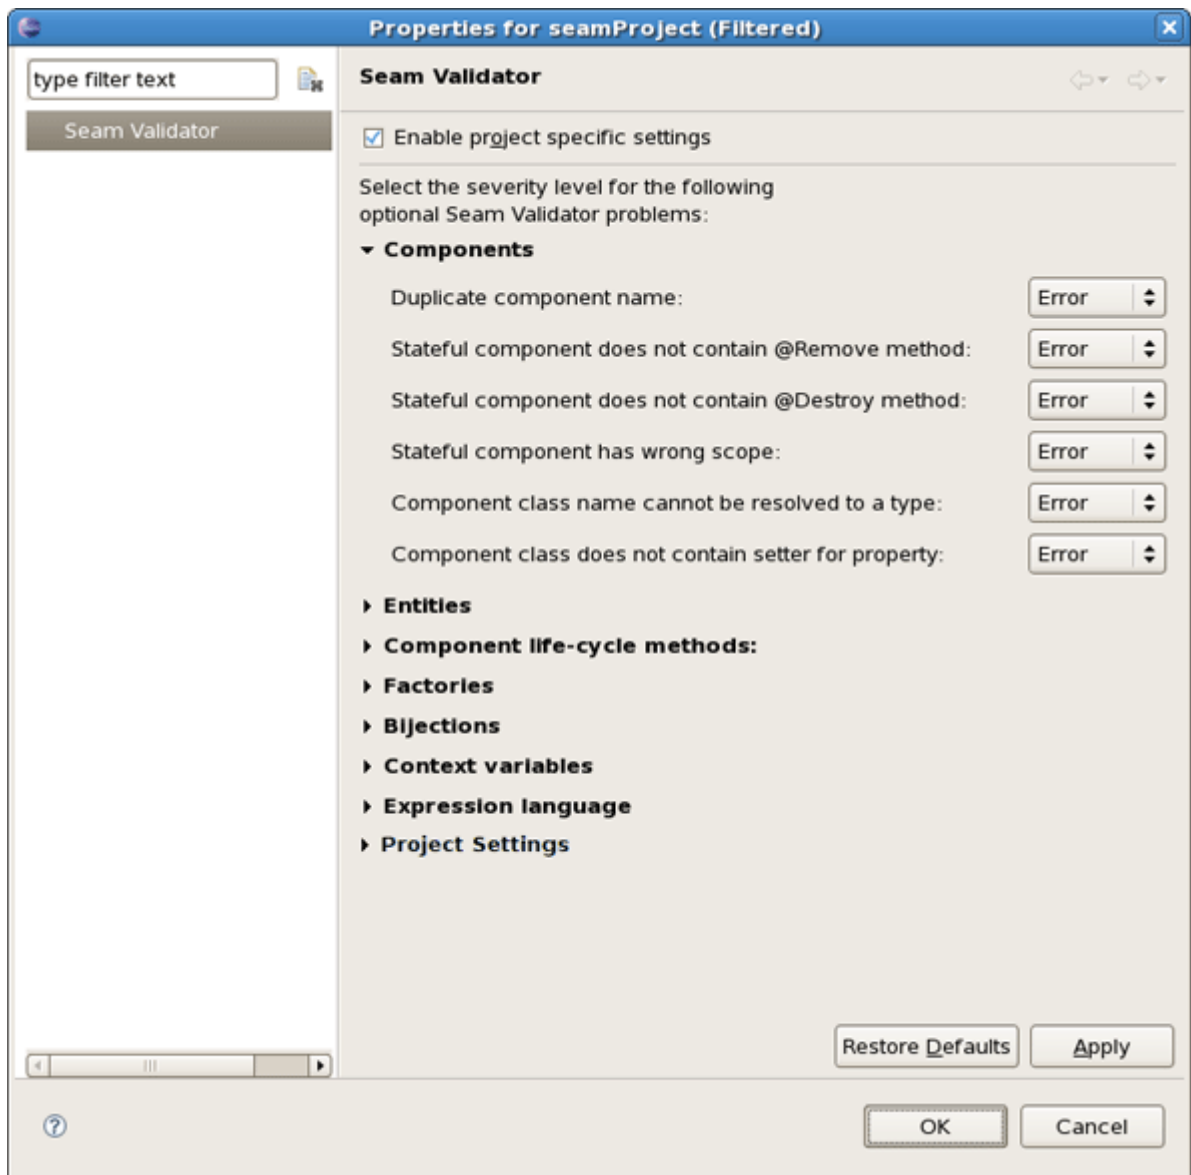 Properties for seamProject (Filtered)
type filter text
Seam Validator
Seam Validator
Enable project specific settings
Select the severity level for the following
optional Seam Validator problems:
Components
Duplicate component name: Error
Stateful component does not contain @Remove method: Error
Stateful component does not contain @Destroy method: Error
Stateful component has wrong scope: Error
Component class name cannot be resolved to a type: Error
Component class does not contain setter for property: Error
Entities
Component life-cycle methods:
Factories
Bijections
Context variables
Expression language
Project Settings
Restore Defaults Apply
OK Cancel